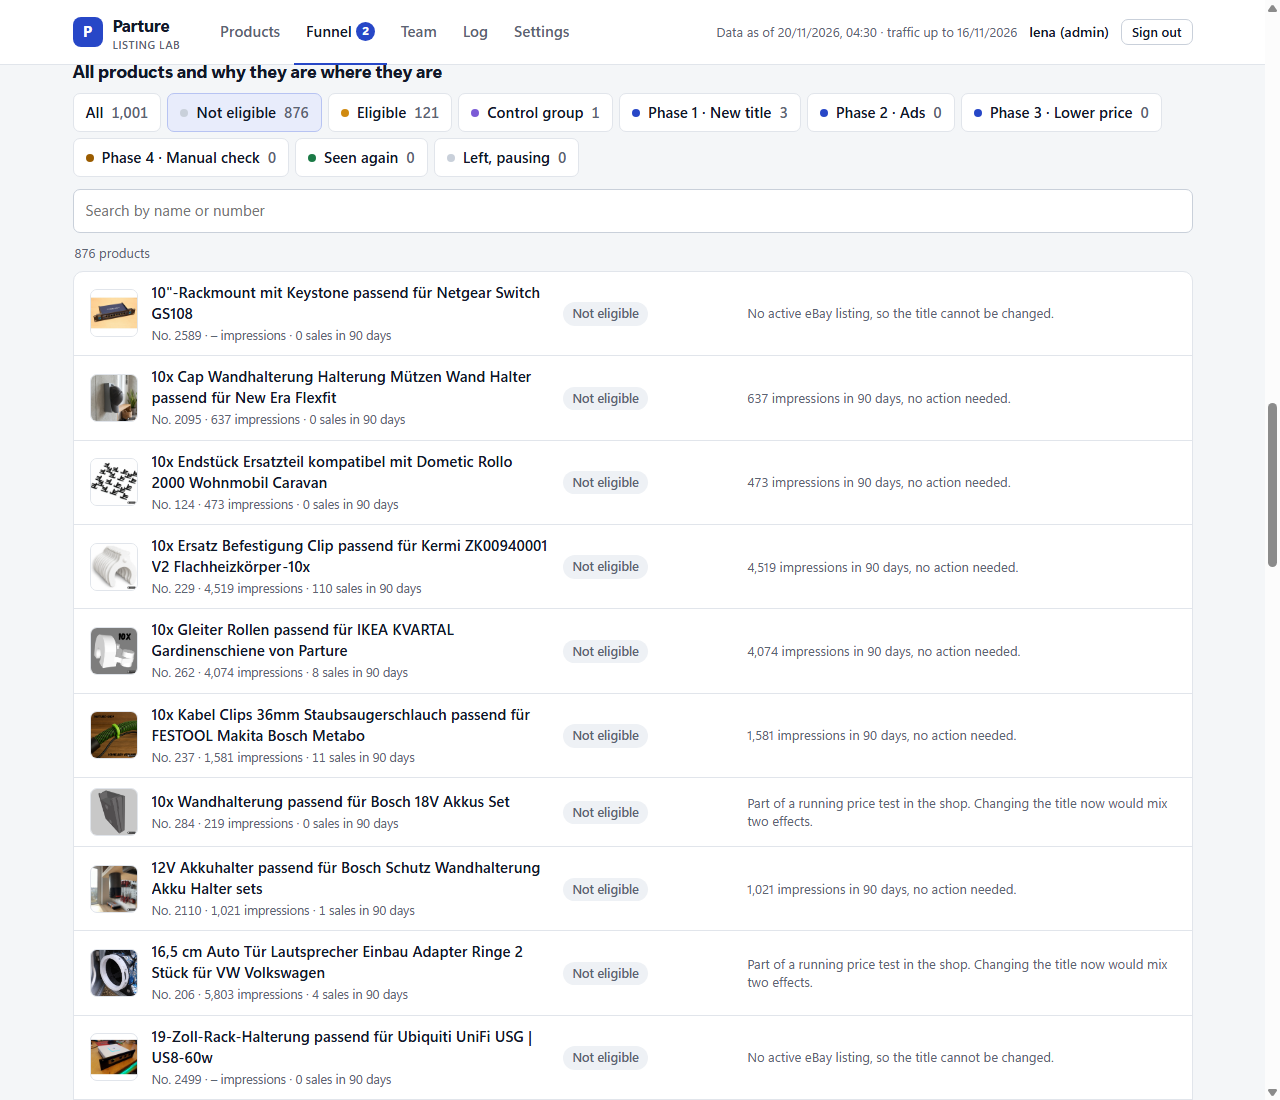 P
Parture
LISTING LAB
Products
Funnel 2
Team
Log
Settings
Data as of 20/11/2026, 04:30 · traffic up to 16/11/2026
lena (admin)
Sign out
All products and why they are where they are
All 1,001
Not eligible 876
Eligible 121
Control group 1
Phase 1 · New title 3
Phase 2 · Ads 0
Phase 3 · Lower price 0
Phase 4 · Manual check 0
Seen again 0
Left, pausing 0
Search by name or number
876 products
10"-Rackmount mit Keystone passend für Netgear Switch
GS108
No. 2589 · – impressions · 0 sales in 90 days
Not eligible
No active eBay listing, so the title cannot be changed.
10x Cap Wandhalterung Halterung Mützen Wand Halter
passend für New Era Flexfit
No. 2095 · 637 impressions · 0 sales in 90 days
Not eligible
637 impressions in 90 days, no action needed.
10x Endstück Ersatzteil kompatibel mit Dometic Rollo
2000 Wohnmobil Caravan
No. 124 · 473 impressions · 0 sales in 90 days
Not eligible
473 impressions in 90 days, no action needed.
10x Ersatz Befestigung Clip passend für Kermi ZK00940001
V2 Flachheizkörper-10x
No. 229 · 4,519 impressions · 110 sales in 90 days
Not eligible
4,519 impressions in 90 days, no action needed.
10X
10x Gleiter Rollen passend für IKEA KVARTAL
Gardinenschiene von Parture
No. 262 · 4,074 impressions · 8 sales in 90 days
Not eligible
4,074 impressions in 90 days, no action needed.
10x Kabel Clips 36mm Staubsaugerschlauch passend für
FESTOOL Makita Bosch Metabo
No. 237 · 1,581 impressions · 11 sales in 90 days
Not eligible
1,581 impressions in 90 days, no action needed.
10x Wandhalterung passend für Bosch 18V Akkus Set
No. 284 · 219 impressions · 0 sales in 90 days
Not eligible
Part of a running price test in the shop. Changing the title now would mix
two effects.
12V Akkuhalter passend für Bosch Schutz Wandhalterung
Akku Halter sets
No. 2110 · 1,021 impressions · 1 sales in 90 days
Not eligible
1,021 impressions in 90 days, no action needed.
16,5 cm Auto Tür Lautsprecher Einbau Adapter Ringe 2
Stück für VW Volkswagen
No. 206 · 5,803 impressions · 4 sales in 90 days
Not eligible
Part of a running price test in the shop. Changing the title now would mix
two effects.
19-Zoll-Rack-Halterung passend für Ubiquiti UniFi USG |
US8-60w
No. 2499 · – impressions · 0 sales in 90 days
Not eligible
No active eBay listing, so the title cannot be changed.